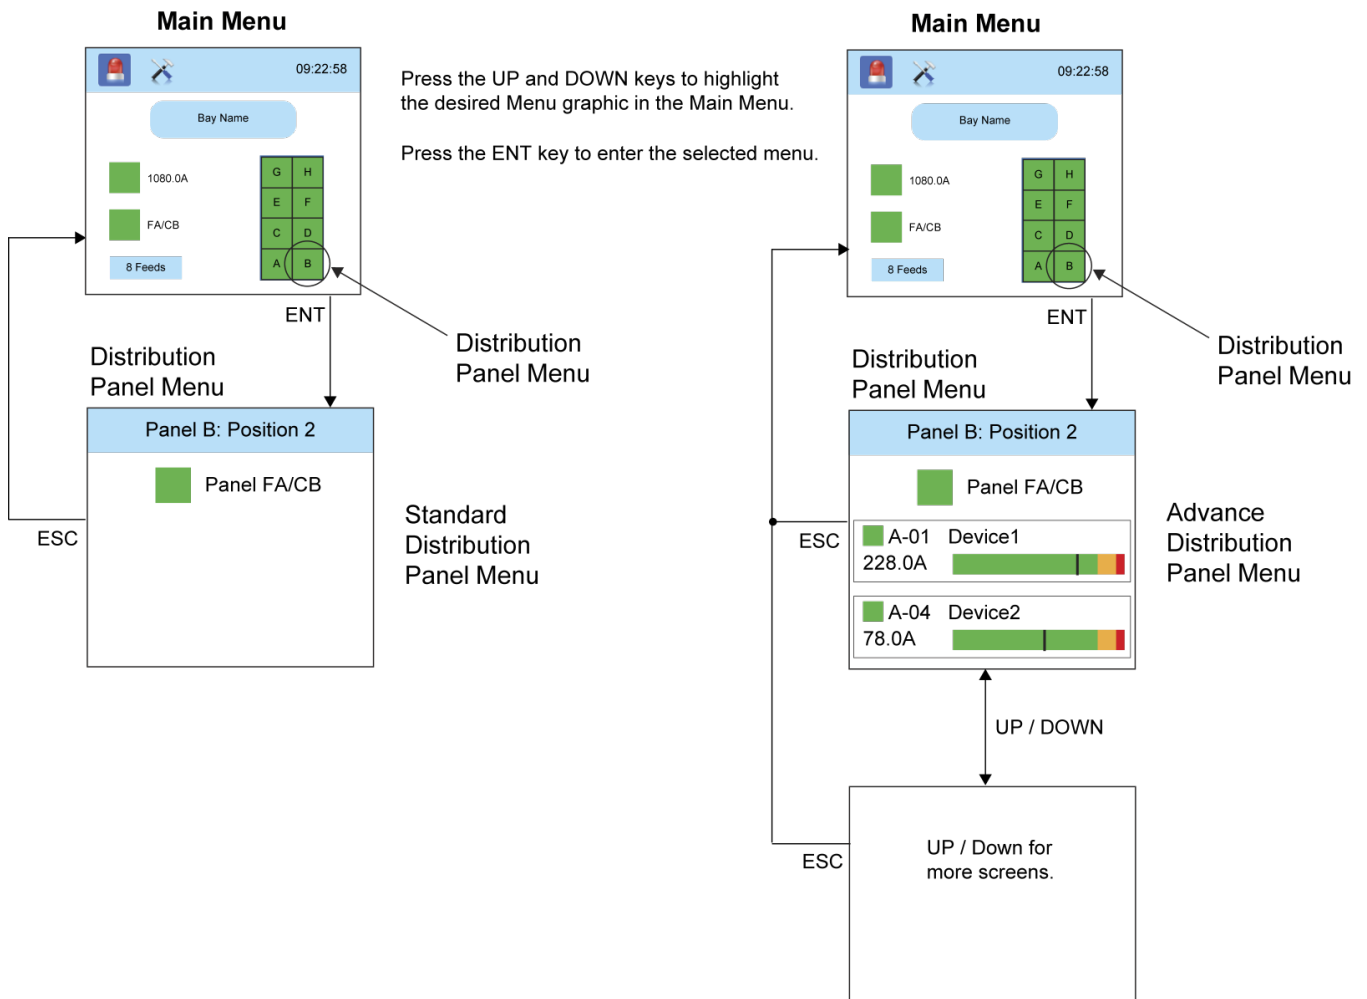 Main Menu
09:22:58
Bay Name
1080.0A
FA/CB
8 Feeds
G H
E F
C D
A B
Press the UP and DOWN keys to highlight
the desired Menu graphic in the Main Menu.
Press the ENT key to enter the selected menu.
ENT
Distribution
Panel Menu
Distribution
Panel Menu
Panel B: Position 2
Panel FA/CB
ESC
Standard
Distribution
Panel Menu
Main Menu
09:22:58
Bay Name
1080.0A
FA/CB
8 Feeds
G H
E F
C D
A B
ENT
Distribution
Panel Menu
Distribution
Panel Menu
Panel B: Position 2
Panel FA/CB
A-01 Device1
228.0A
A-04 Device2
78.0A
ESC
Advance
Distribution
Panel Menu
UP / DOWN
UP / Down for
more screens.
ESC